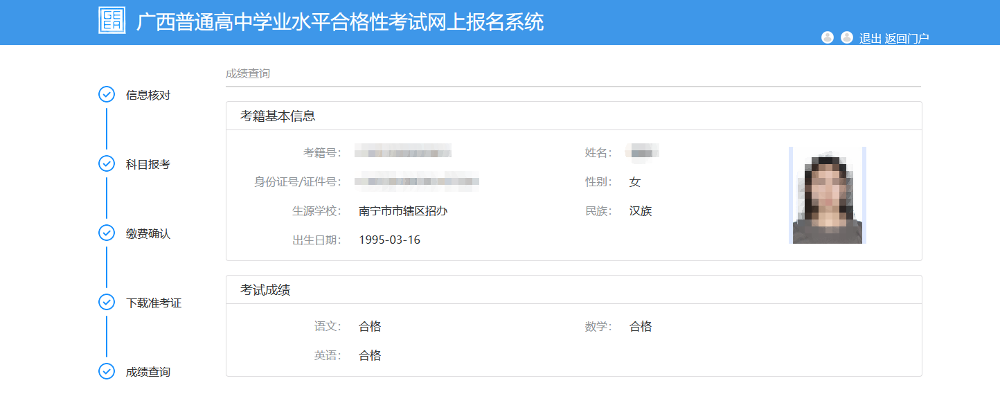 GEEA 广西普通高中学业水平合格性考试网上报名系统
退出 返回门户
信息核对
科目报考
缴费确认
下载准考证
成绩查询
成绩查询
考籍基本信息
考籍号： 姓名：
身份证号/证件号： 性别： 女
生源学校： 南宁市市辖区招办 民族： 汉族
出生日期： 1995-03-16
考试成绩
语文： 合格 数学： 合格
英语： 合格